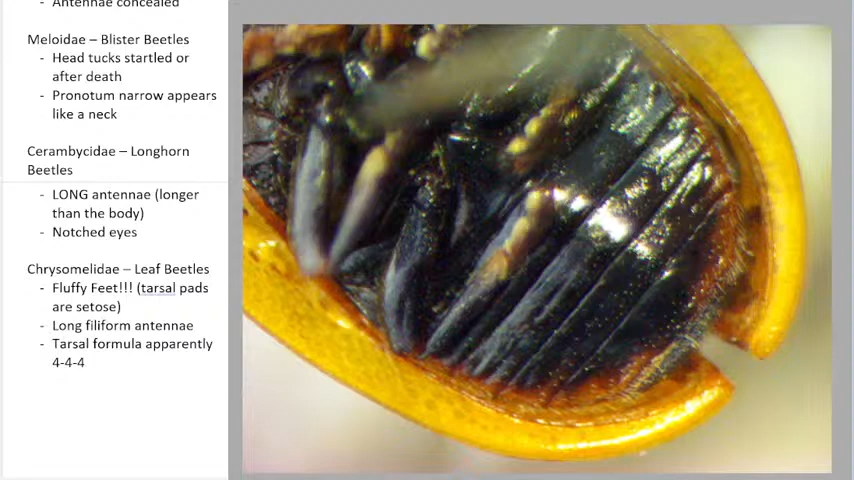 - Antennae concealed
Meloidae – Blister Beetles
- Head tucks startled or
after death
- Pronotum narrow appears
like a neck
Cerambycidae – Longhorn
Beetles
- LONG antennae (longer
than the body)
- Notched eyes
Chrysomelidae – Leaf Beetles
- Fluffy Feet!!! (tarsal pads
are setose)
- Long filiform antennae
- Tarsal formula apparently
4-4-4